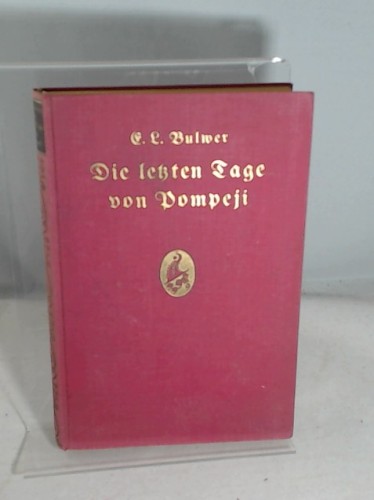 E. L. Bulwer
Die letzten Tage
von Pompeji